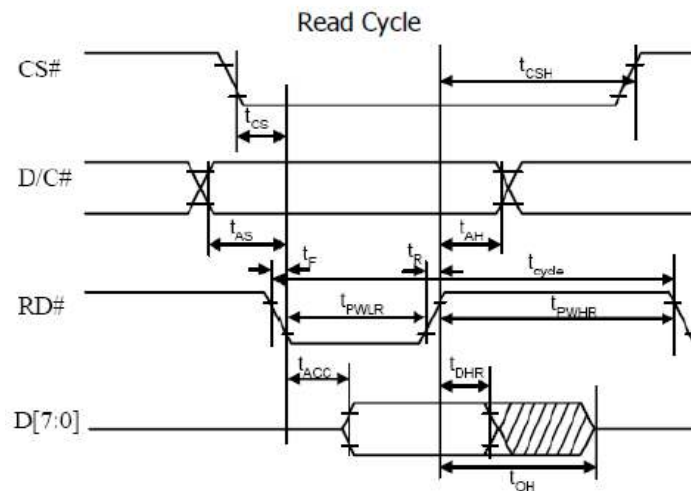 Read Cycle
CS#
tCSH
tCS
D/C#
tAS
tAH
tF
tR
tcycle
RD#
tPWLR
tPWHR
tACC
tDHR
D[7:0]
tOH